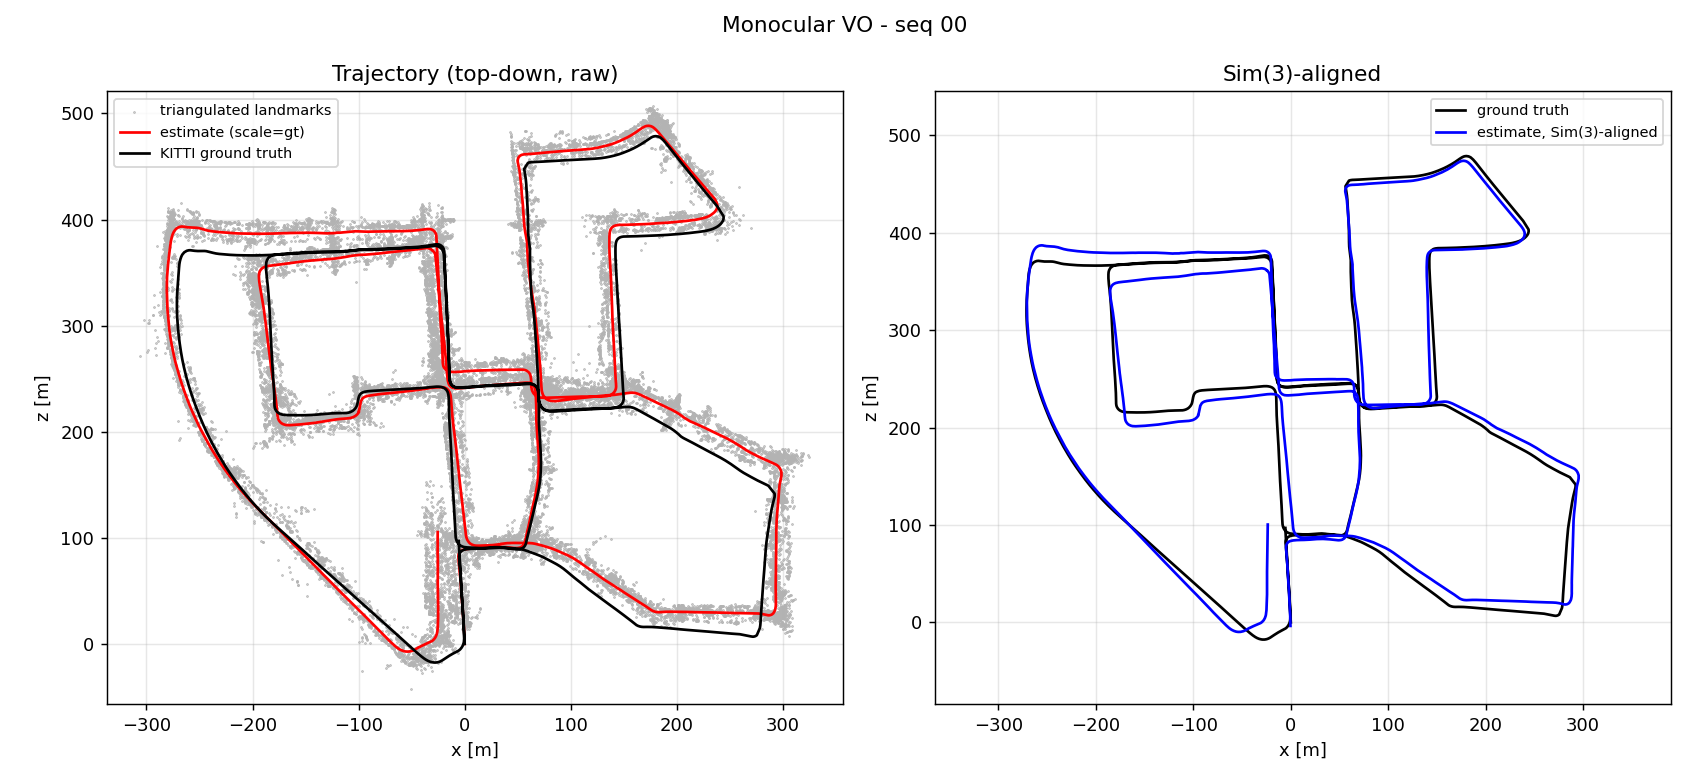 Monocular VO - seq 00
Trajectory (top-down, raw)
triangulated landmarks
estimate (scale=gt)
KITTI ground truth
500
400
300
200
100
0
z [m]
−300
−200
−100
0
100
200
300
x [m]
Sim(3)-aligned
ground truth
estimate, Sim(3)-aligned
500
400
300
200
100
0
z [m]
−300
−200
−100
0
100
200
300
x [m]